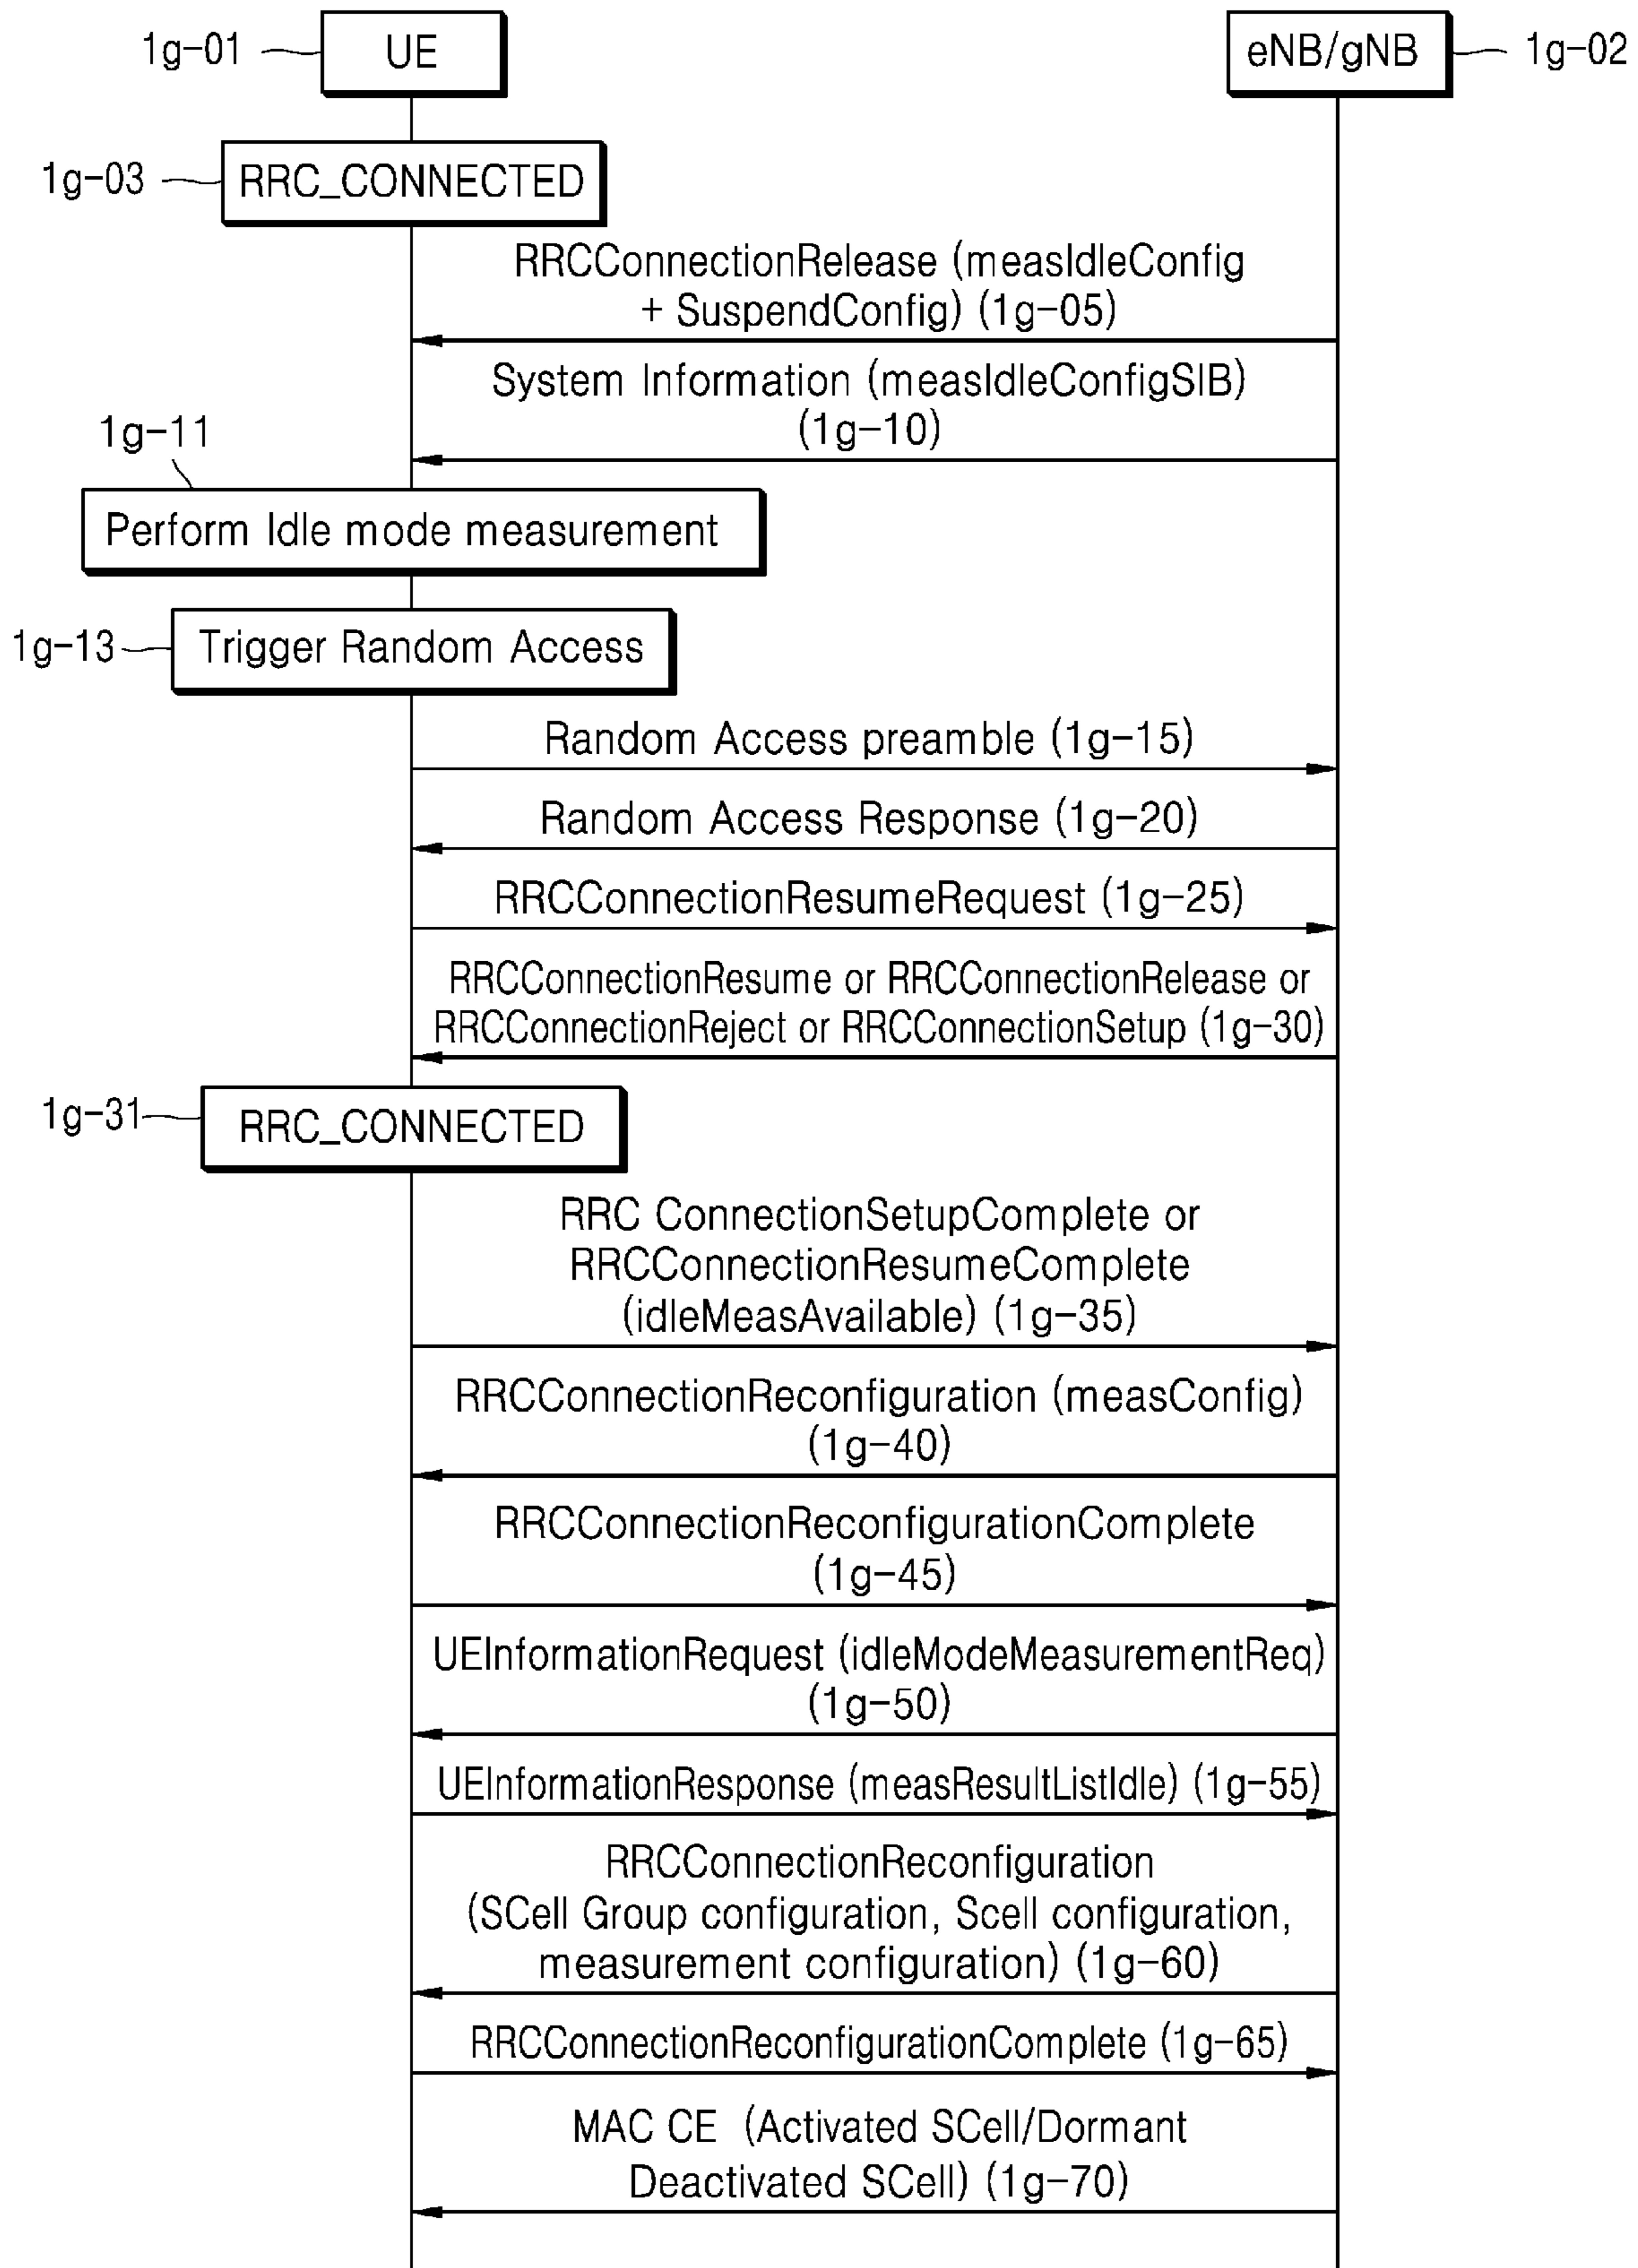 1g-01
UE
eNB/gNB
1g-02
1g-03
RRC_CONNECTED
RRCConnectionRelease (measIdleConfig
+ SuspendConfig) (1g-05)
System Information (measIdleConfigSIB)
(1g-10)
1g-11
Perform Idle mode measurement
1g-13
Trigger Random Access
Random Access preamble (1g-15)
Random Access Response (1g-20)
RRCConnectionResumeRequest (1g-25)
RRCConnectionResume or RRCConnectionRelease or
RRCConnectionReject or RRCConnectionSetup (1g-30)
1g-31
RRC_CONNECTED
RRC ConnectionSetupComplete or
RRCConnectionResumeComplete
(idleMeasAvailable) (1g-35)
RRCConnectionReconfiguration (measConfig)
(1g-40)
RRCConnectionReconfigurationComplete
(1g-45)
UEInformationRequest (idleModeMeasurementReq)
(1g-50)
UEInformationResponse (measResultListIdle) (1g-55)
RRCConnectionReconfiguration
(SCell Group configuration, Scell configuration,
measurement configuration) (1g-60)
RRCConnectionReconfigurationComplete (1g-65)
MAC CE (Activated SCell/Dormant
Deactivated SCell) (1g-70)